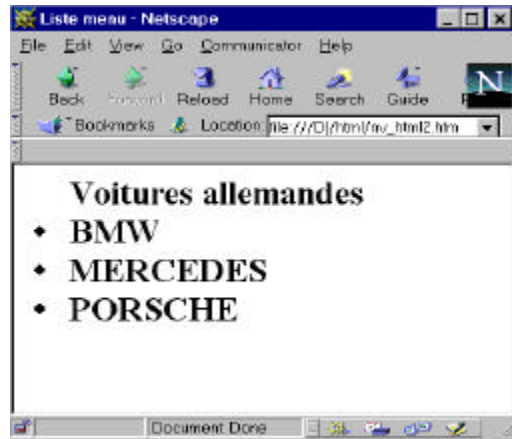 Liste menu - Netscape
File Edit View Go Communicator Help
Back Forward Reload Home Search Guide
N
Bookmarks Location: file:///D|/html/nv_html2.htm
Voitures allemandes
• BMW
• MERCEDES
• PORSCHE
Document Done